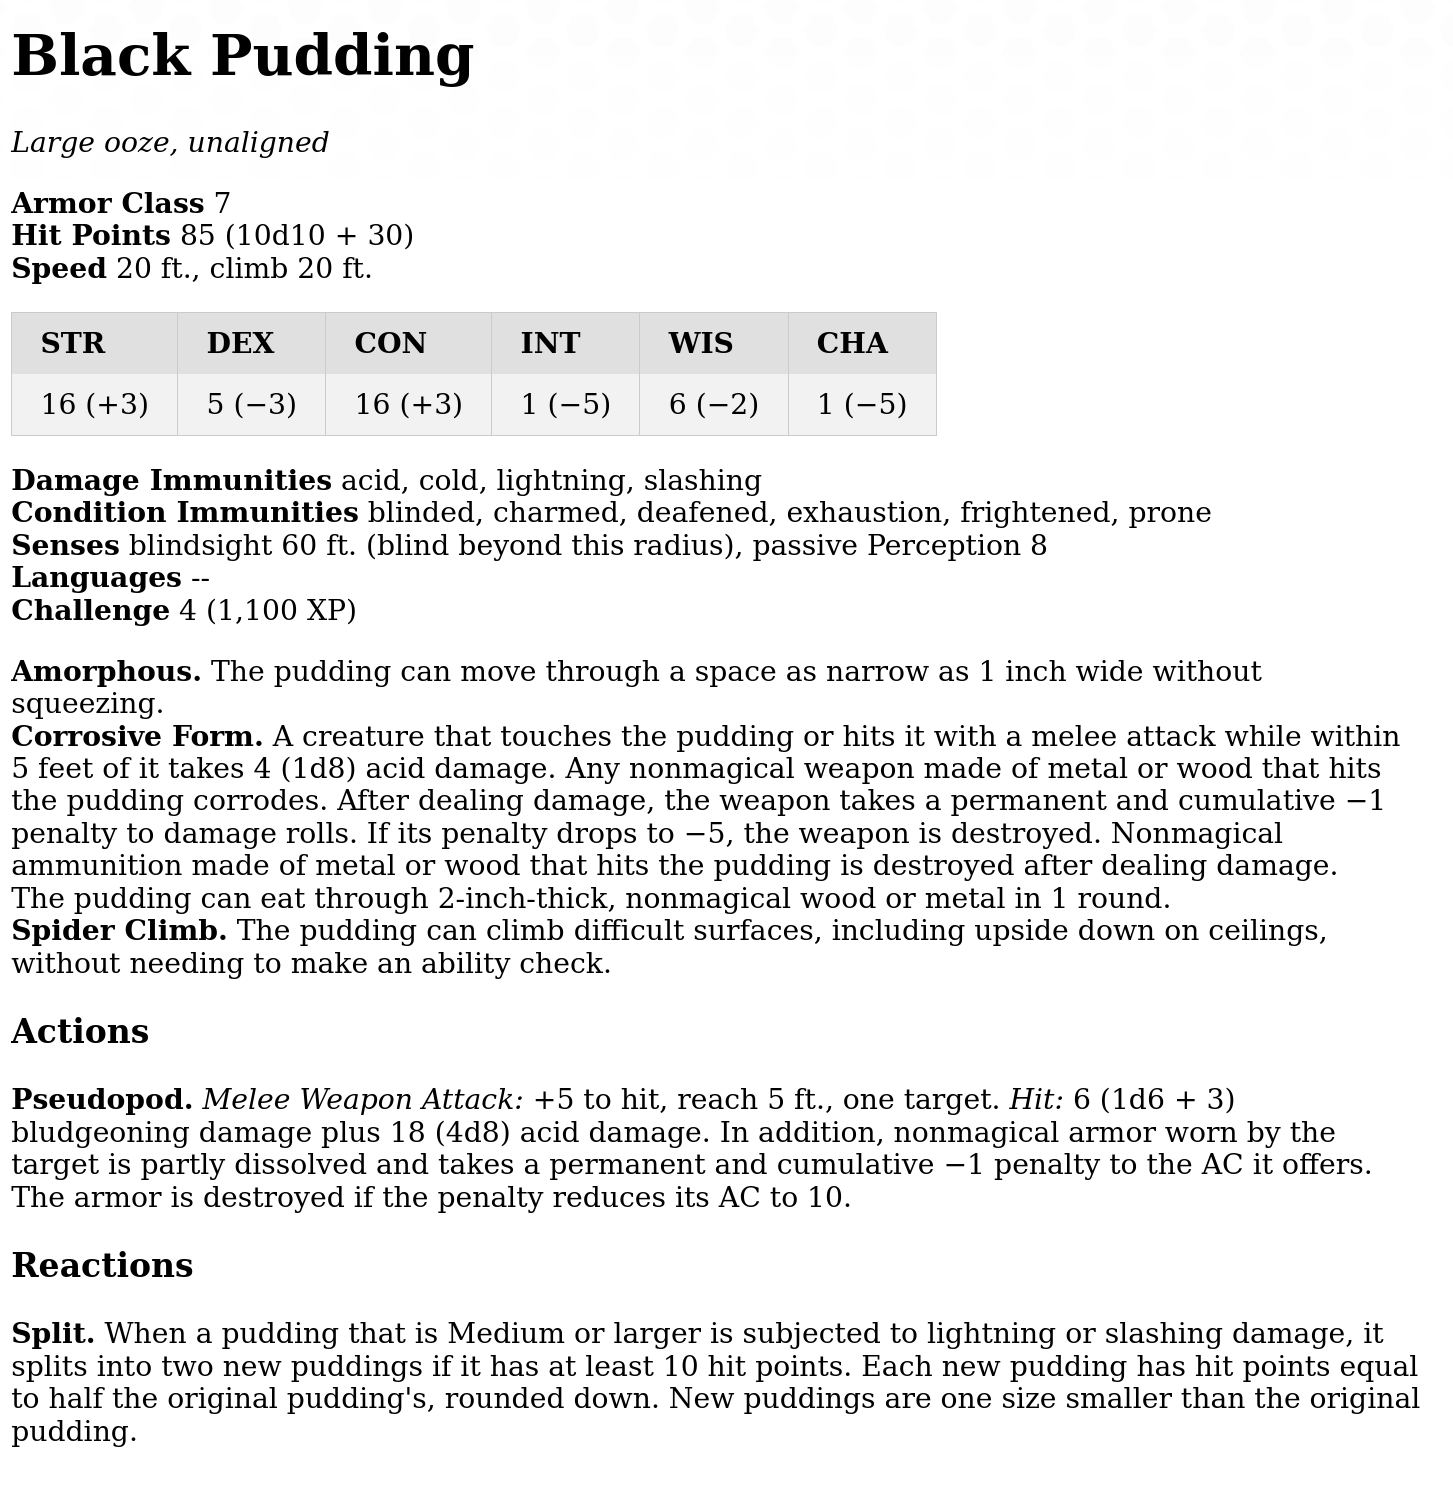 Black Pudding
Large ooze, unaligned
Armor Class 7
Hit Points 85 (10d10 + 30)
Speed 20 ft., climb 20 ft.
STR DEX CON INT WIS CHA
16 (+3) 5 (−3) 16 (+3) 1 (−5) 6 (−2) 1 (−5)
Damage Immunities acid, cold, lightning, slashing
Condition Immunities blinded, charmed, deafened, exhaustion, frightened, prone
Senses blindsight 60 ft. (blind beyond this radius), passive Perception 8
Languages --
Challenge 4 (1,100 XP)
Amorphous. The pudding can move through a space as narrow as 1 inch wide without
squeezing.
Corrosive Form. A creature that touches the pudding or hits it with a melee attack while within
5 feet of it takes 4 (1d8) acid damage. Any nonmagical weapon made of metal or wood that hits
the pudding corrodes. After dealing damage, the weapon takes a permanent and cumulative −1
penalty to damage rolls. If its penalty drops to −5, the weapon is destroyed. Nonmagical
ammunition made of metal or wood that hits the pudding is destroyed after dealing damage.
The pudding can eat through 2-inch-thick, nonmagical wood or metal in 1 round.
Spider Climb. The pudding can climb difficult surfaces, including upside down on ceilings,
without needing to make an ability check.
Actions
Pseudopod. Melee Weapon Attack: +5 to hit, reach 5 ft., one target. Hit: 6 (1d6 + 3)
bludgeoning damage plus 18 (4d8) acid damage. In addition, nonmagical armor worn by the
target is partly dissolved and takes a permanent and cumulative −1 penalty to the AC it offers.
The armor is destroyed if the penalty reduces its AC to 10.
Reactions
Split. When a pudding that is Medium or larger is subjected to lightning or slashing damage, it
splits into two new puddings if it has at least 10 hit points. Each new pudding has hit points equal
to half the original pudding's, rounded down. New puddings are one size smaller than the original
pudding.